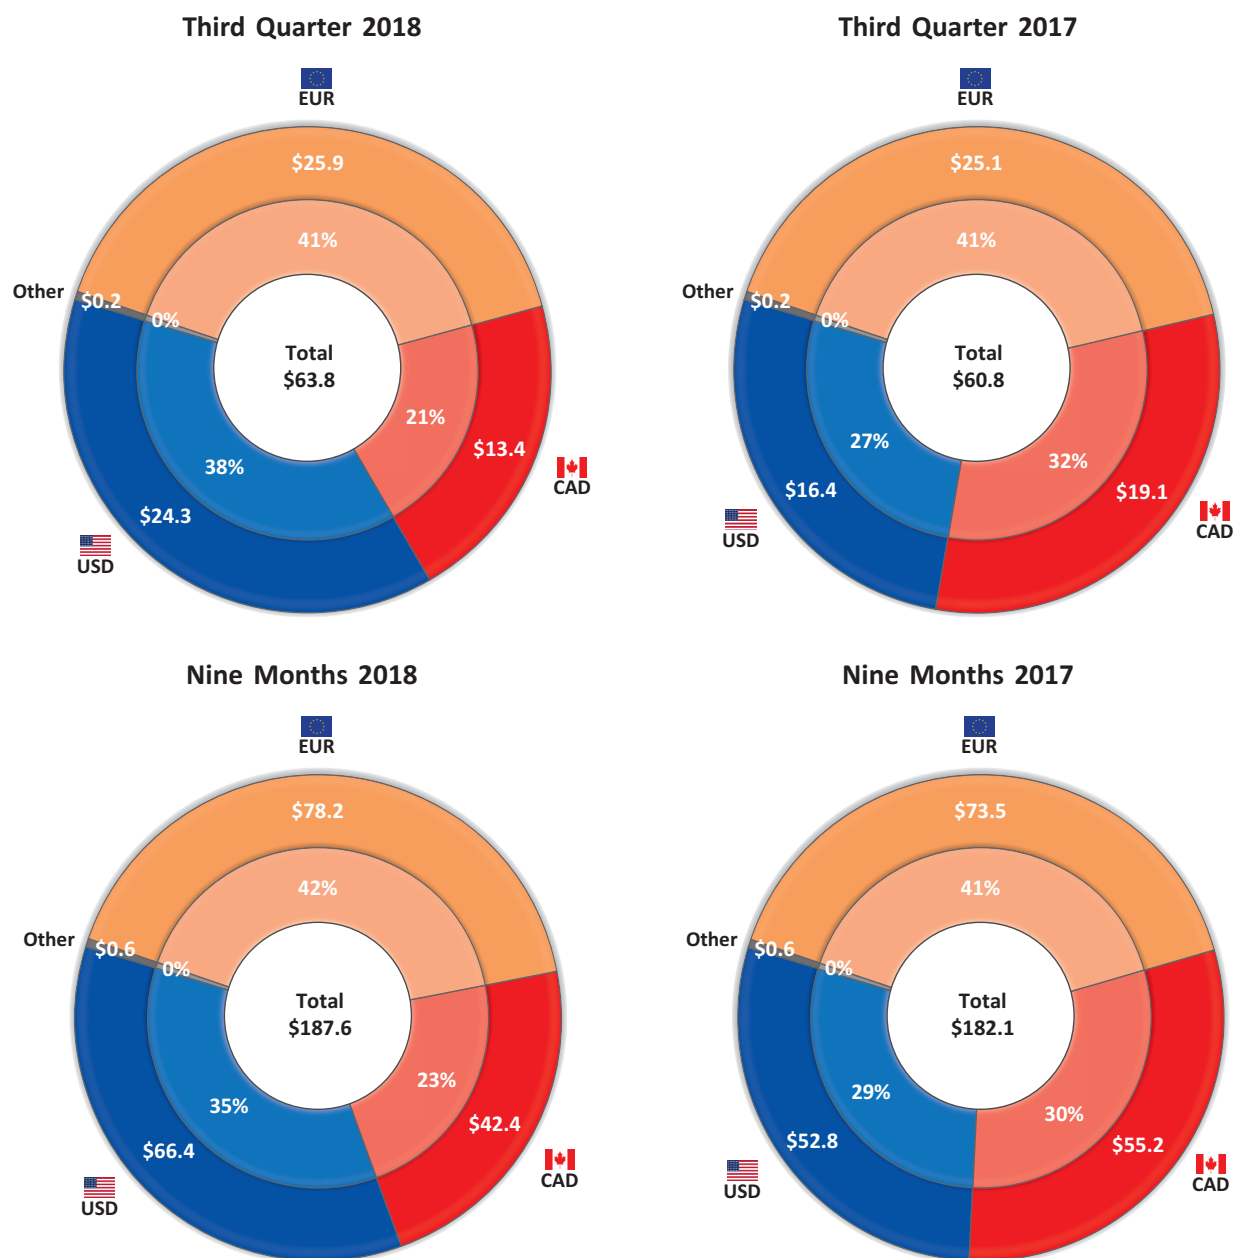 Third Quarter 2018
EUR
$25.9
41%
Other
$0.2
0%
Total
$63.8
21%
$13.4
CAD
38%
$24.3
USD
Third Quarter 2017
EUR
$25.1
41%
Other
$0.2
0%
Total
$60.8
27%
32%
$16.4
$19.1
USD
CAD
Nine Months 2018
EUR
$78.2
42%
Other
$0.6
0%
Total
$187.6
23%
35%
$42.4
$66.4
CAD
USD
Nine Months 2017
EUR
$73.5
41%
Other
$0.6
0%
Total
$182.1
29%
30%
$52.8
$55.2
USD
CAD